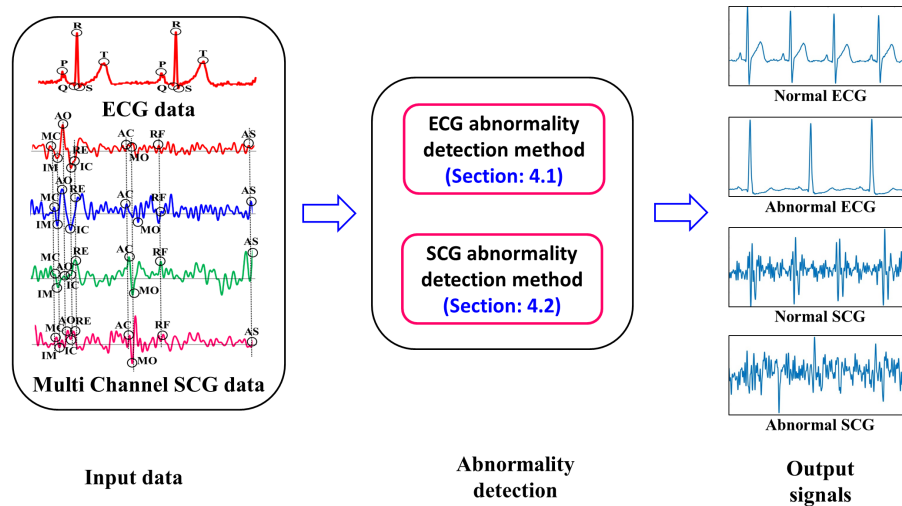 R R
P T P T
Q S Q S
ECG data
AO
MC RE AC RF AS
IM IC MO
AO
MC RE AC RF AS
IM IC MO
MC AO RE AC RF AS
IM IC MO
MC AO RE AC RF AS
IM IC MO
Multi Channel SCG data
Input data
ECG abnormality
detection method
(Section: 4.1)
SCG abnormality
detection method
(Section: 4.2)
Abnormality
detection
Normal ECG
Abnormal ECG
Normal SCG
Abnormal SCG
Output
signals